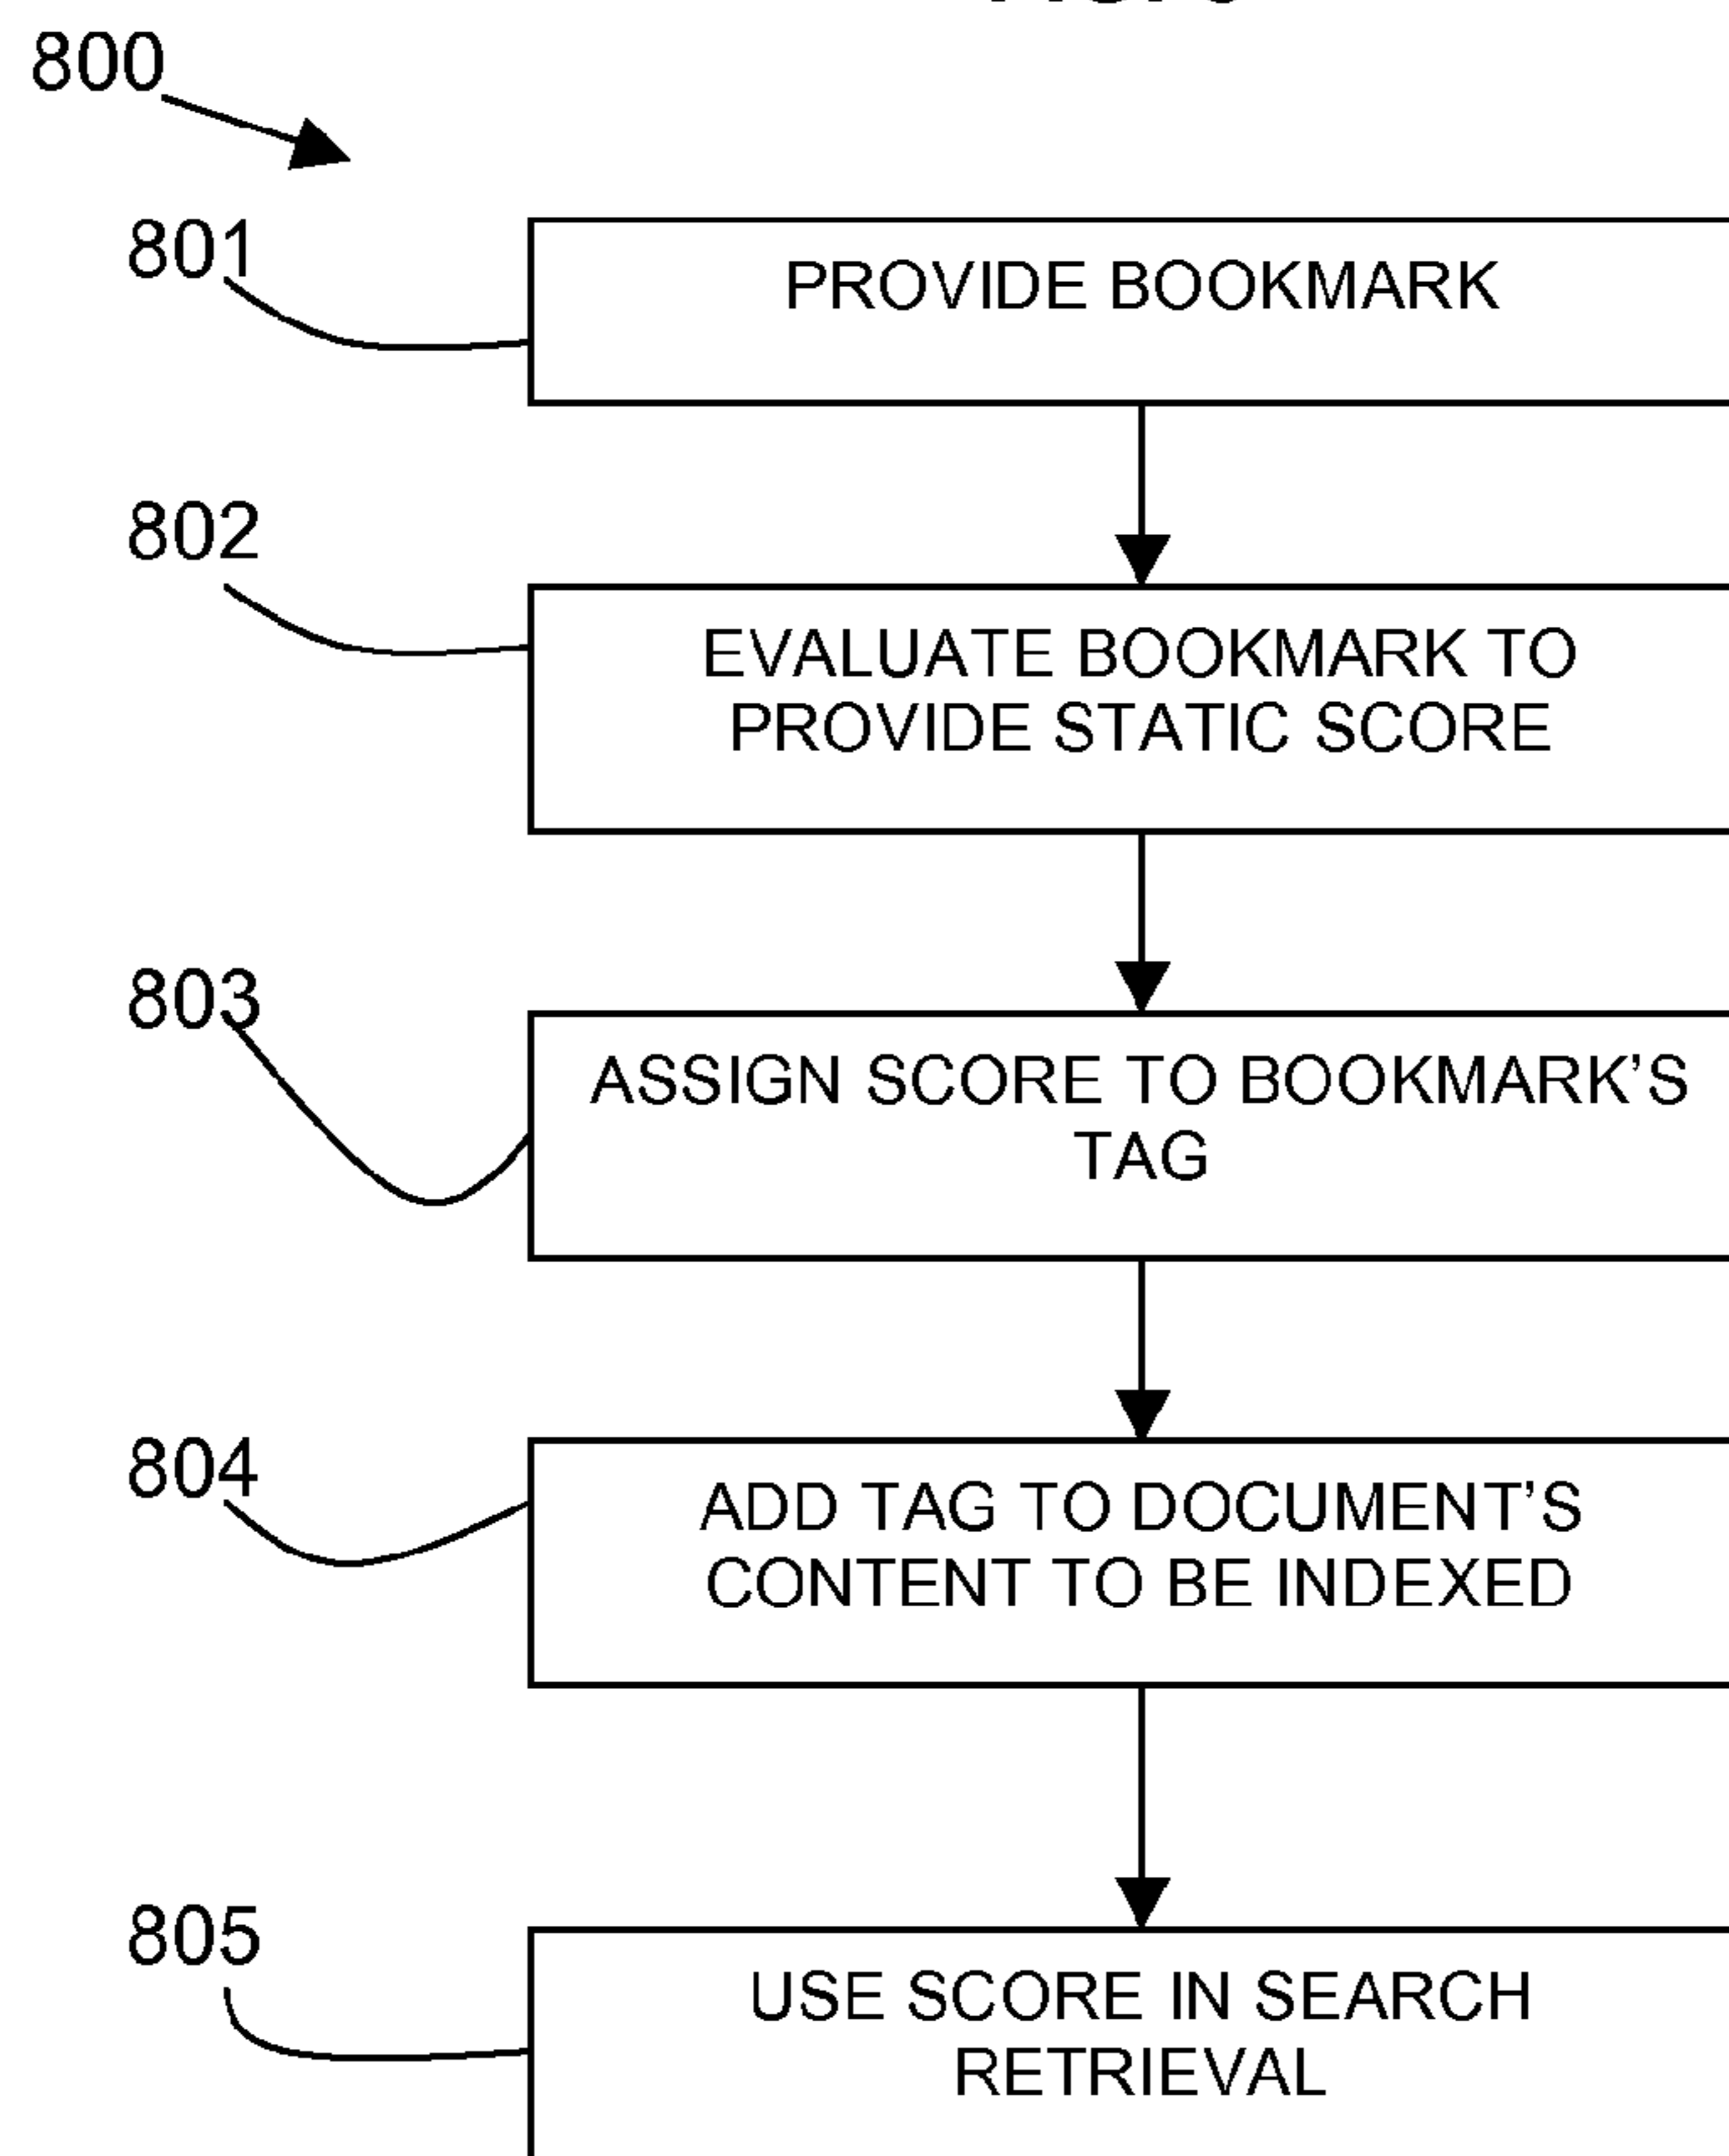 800
801
PROVIDE BOOKMARK
802
EVALUATE BOOKMARK TO
PROVIDE STATIC SCORE
803
ASSIGN SCORE TO BOOKMARK’S
TAG
804
ADD TAG TO DOCUMENT’S
CONTENT TO BE INDEXED
805
USE SCORE IN SEARCH
RETRIEVAL